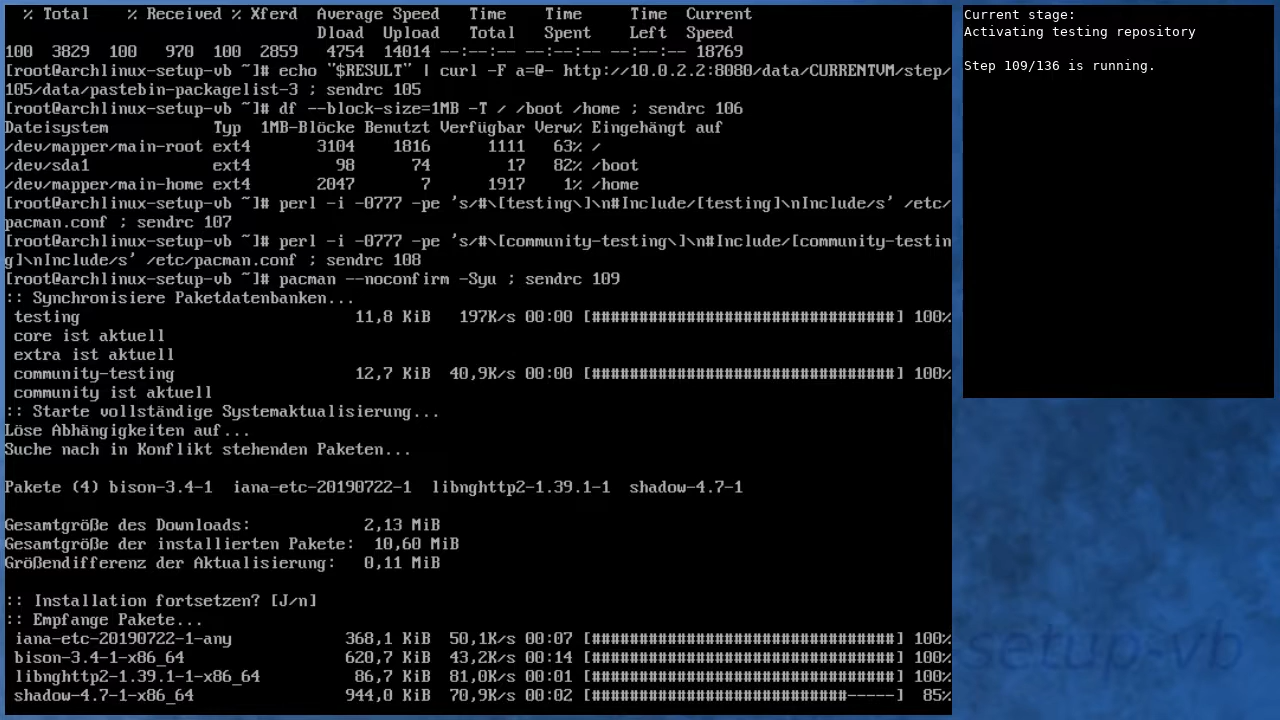 % Total    % Received % Xferd  Average Speed   Time    Time     Time  Current
                                 Dload  Upload   Total   Spent    Left  Speed
100  3829  100   970  100  2859   4754  14014 --:--:-- --:--:-- --:--:-- 18769
[root@archlinux-setup-vb ~]# echo "$RESULT" | curl -F a=@- http://10.0.2.2:8080/data/CURRENTVM/step/
105/data/pastebin-packagelist-3 ; sendrc 105
[root@archlinux-setup-vb ~]# df --block-size=1MB -T / /boot /home ; sendrc 106
Dateisystem           Typ  1MB-Blöcke Benutzt Verfügbar Verw% Eingehängt auf
/dev/mapper/main-root ext4       3104    1816      1111   63% /
/dev/sda1             ext4         98      74        17   82% /boot
/dev/mapper/main-home ext4       2047       7      1917    1% /home
[root@archlinux-setup-vb ~]# perl -i -0777 -pe 's/#\[testing\]\n#Include/[testing]\nInclude/s' /etc/
pacman.conf ; sendrc 107
[root@archlinux-setup-vb ~]# perl -i -0777 -pe 's/#\[community-testing\]\n#Include/[community-testin
g]\nInclude/s' /etc/pacman.conf ; sendrc 108
[root@archlinux-setup-vb ~]# pacman --noconfirm -Syu ; sendrc 109
:: Synchronisiere Paketdatenbanken...
 testing                             11,8 KiB   197K/s 00:00 [################################] 100%
 core ist aktuell
 extra ist aktuell
 community-testing                   12,7 KiB  40,9K/s 00:00 [################################] 100%
 community ist aktuell
:: Starte vollständige Systemaktualisierung...
Löse Abhängigkeiten auf...
Suche nach in Konflikt stehenden Paketen...
Pakete (4) bison-3.4-1  iana-etc-20190722-1  libnghttp2-1.39.1-1  shadow-4.7-1
Gesamtgröße des Downloads:            2,13 MiB
Gesamtgröße der installierten Pakete:  10,60 MiB
Größendifferenz der Aktualisierung:   0,11 MiB
:: Installation fortsetzen? [J/n]
:: Empfange Pakete...
 iana-etc-20190722-1-any            368,1 KiB  50,1K/s 00:07 [################################] 100%
 bison-3.4-1-x86_64                 620,7 KiB  43,2K/s 00:14 [################################] 100%
 libnghttp2-1.39.1-1-x86_64          86,7 KiB  81,0K/s 00:01 [################################] 100%
 shadow-4.7-1-x86_64                944,0 KiB  70,9K/s 00:02 [###########################-----]  85%
Current stage:
Activating testing repository
Step 109/136 is running.
setup-vb